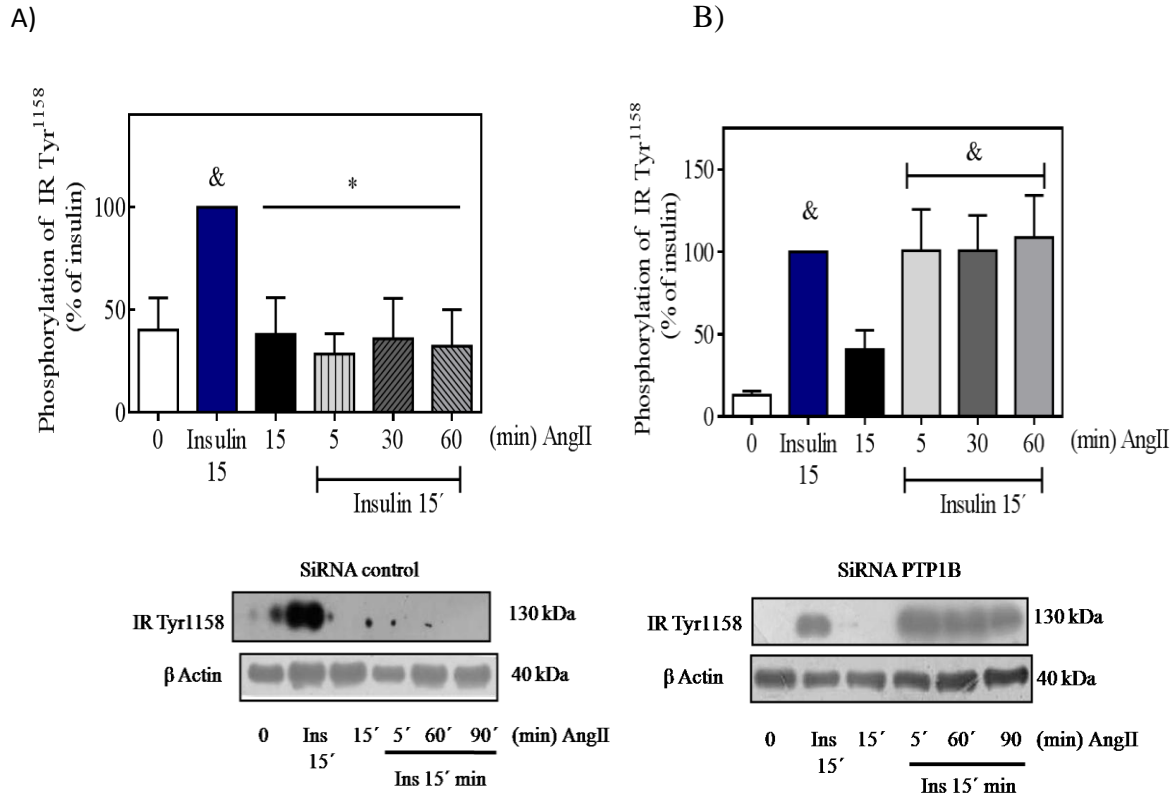 A)
Phosphorylation of IR Tyr1158
(% of insulin)
100
50
0
&
*
0 Insulin 15 5 30 60 (min) AngII
15
Insulin 15´
SiRNA control
IR Tyr1158
130 kDa
β Actin
40 kDa
0 Ins 15´ 5´ 60´ 90´ (min) AngII
15´
Ins 15´ min
B)
Phosphorylation of IR Tyr1158
(% of insulin)
150
100
50
0
&
&
0 Insulin 15 5 30 60 (min) AngII
15
Insulin 15´
SiRNA PTP1B
IR Tyr1158
130 kDa
β Actin
40 kDa
0 Ins 15´ 5´ 60´ 90 (min) AngII
15´
Ins 15´ min